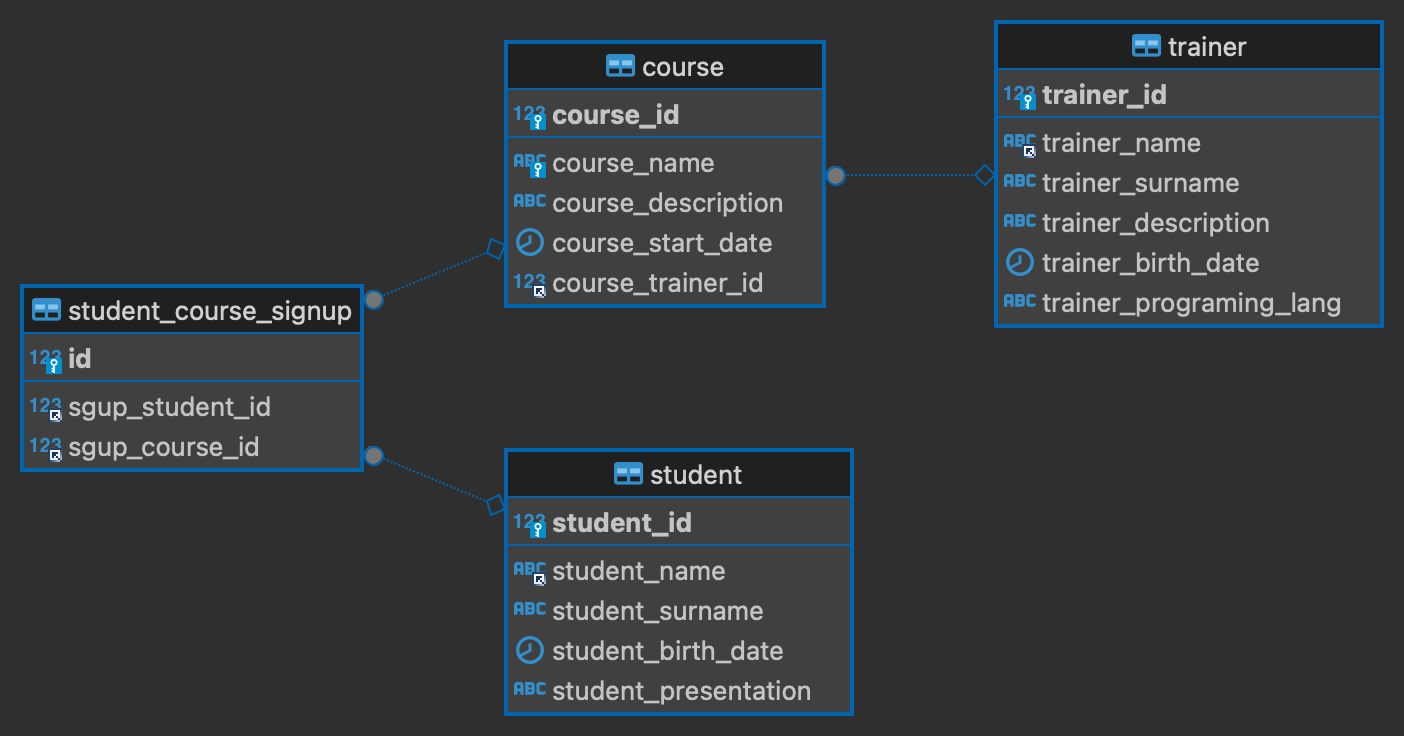 course
123 course_id
ABC course_name
ABC course_description
course_start_date
123 course_trainer_id
trainer
123 trainer_id
ABC trainer_name
ABC trainer_surname
ABC trainer_description
trainer_birth_date
ABC trainer_programing_lang
student_course_signup
123 id
123 sgup_student_id
123 sgup_course_id
student
123 student_id
ABC student_name
ABC student_surname
student_birth_date
ABC student_presentation